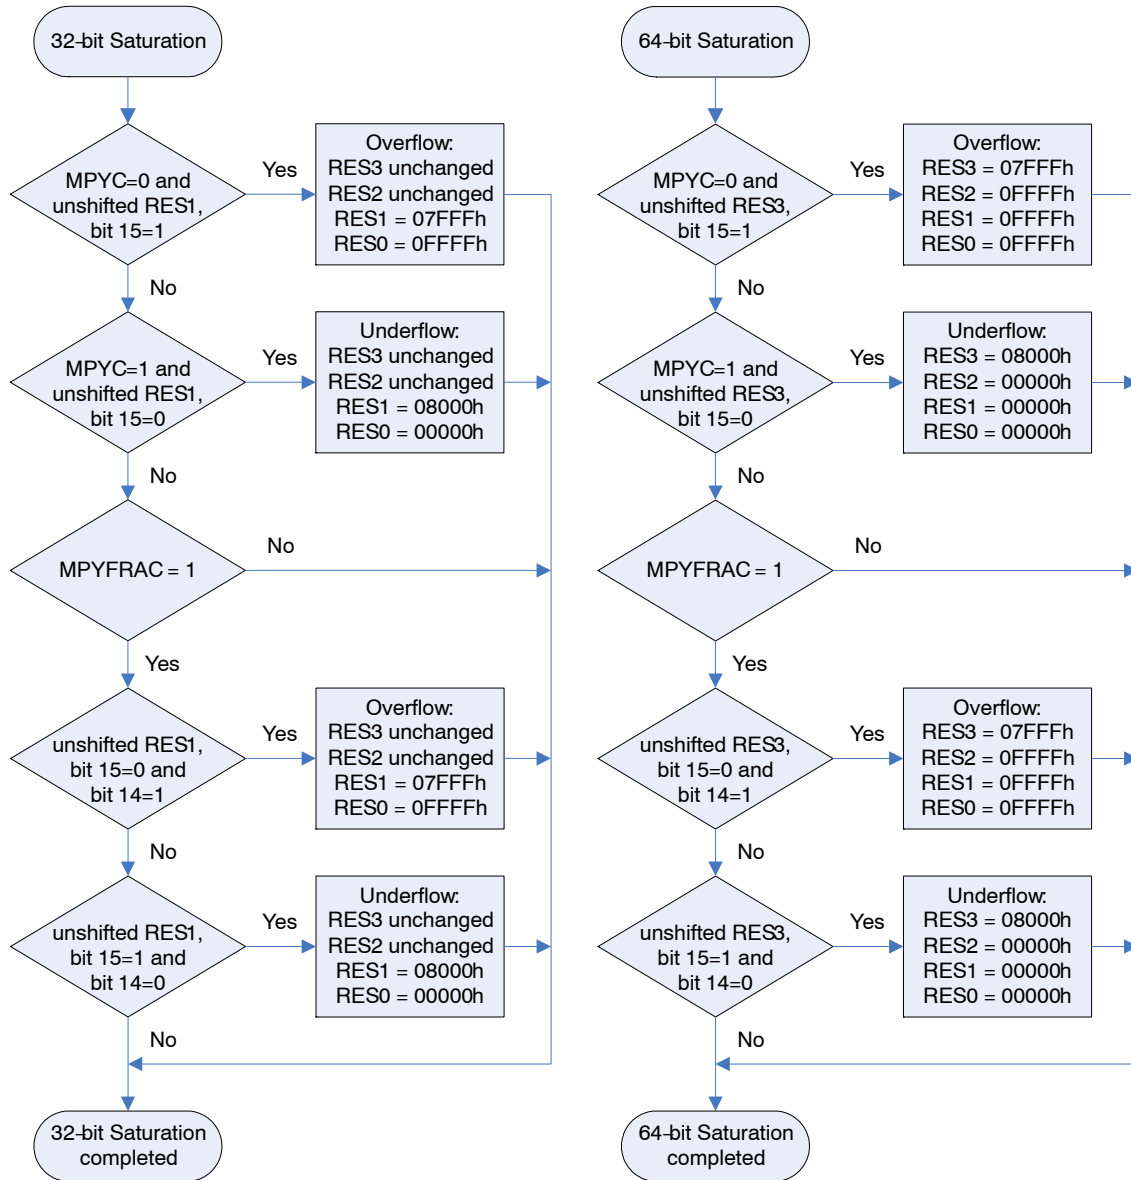 32-bit Saturation
MPYC=0 and
unshifted RES1,
bit 15=1
Yes
Overflow:
RES3 unchanged
RES2 unchanged
RES1 = 07FFFh
RES0 = 0FFFFh
No
MPYC=1 and
unshifted RES1,
bit 15=0
Yes
Underflow:
RES3 unchanged
RES2 unchanged
RES1 = 08000h
RES0 = 00000h
No
MPYFRAC = 1
No
Yes
unshifted RES1,
bit 15=0 and
bit 14=1
Yes
Overflow:
RES3 unchanged
RES2 unchanged
RES1 = 07FFFh
RES0 = 0FFFFh
No
unshifted RES1,
bit 15=1 and
bit 14=0
Yes
Underflow:
RES3 unchanged
RES2 unchanged
RES1 = 08000h
RES0 = 00000h
No
32-bit Saturation
completed
64-bit Saturation
MPYC=0 and
unshifted RES3,
bit 15=1
Yes
Overflow:
RES3 = 07FFFh
RES2 = 0FFFFh
RES1 = 0FFFFh
RES0 = 0FFFFh
No
MPYC=1 and
unshifted RES3,
bit 15=0
Yes
Underflow:
RES3 = 08000h
RES2 = 00000h
RES1 = 00000h
RES0 = 00000h
No
MPYFRAC = 1
No
Yes
unshifted RES3,
bit 15=0 and
bit 14=1
Yes
Overflow:
RES3 = 07FFFh
RES2 = 0FFFFh
RES1 = 0FFFFh
RES0 = 0FFFFh
No
unshifted RES3,
bit 15=1 and
bit 14=0
Yes
Underflow:
RES3 = 08000h
RES2 = 00000h
RES1 = 00000h
RES0 = 00000h
No
64-bit Saturation
completed